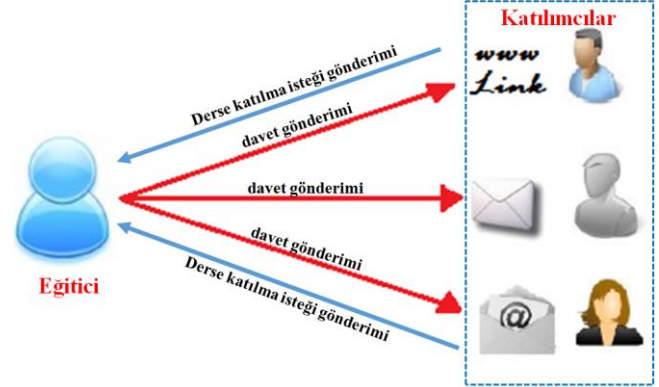 Katılımcılar
www
Link
Derse katılma isteği gönderimi
davet gönderimi
davet gönderimi
davet gönderimi
Derse katılma isteği gönderimi
Eğitici
@